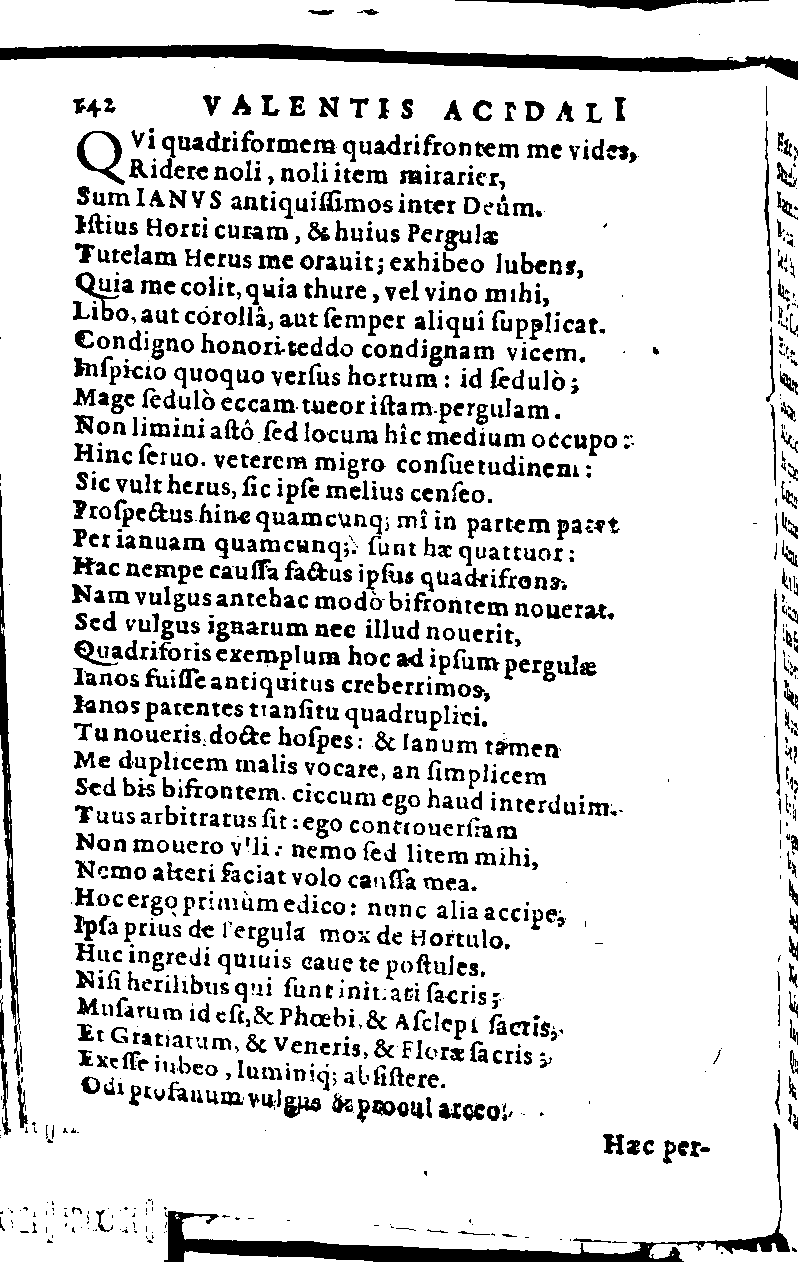 142 VALENTIS ACIDALI
QVi quadriformem quadrifrontem me vides,
Ridere noli, noli item mirarier,
Sum IANVS antiquiſſimos inter Deûm.
Iſtius Horti curam, & huius Pergulæ
Tutelam Herus me orauit; exhibeo lubens,
Quia me colit, quia thure, vel vino mihi,
Libo, aut corollâ, aut ſemper aliquî ſupplicat.
Condigno honori reddo condignam vicem.
Inſpicio quoquo verſus hortum: id ſedulò;
Mage ſedulò eccam tueor iſtam pergulam.
Non limini aſtô ſed locum hîc medium occupo:
Hinc ſeruo. veterem migro conſuetudinem:
Sic vult herus, ſic ipſe melius cenſeo.
Proſpectus hinc quamcunq; mî in partem patet
Per ianuam quamcunq;: ſunt hæ quattuor:
Hac nempe cauſſa factus ipſus quadrifrons.
Nam vulgus antehac modò bifrontem nouerat.
Sed vulgus ignarum nec illud nouerit,
Quadriforis exemplum hoc ad ipſum pergulæ
Ianos fuiſſe antiquitus creberrimos,
Ianos patentes tranſitu quadruplici.
Tu noueris, docte hoſpes: & Ianum tamen
Me duplicem malis vocare, an ſimplicem
Sed bis bifrontem. ciccum ego haud interduim.
Tuus arbitratus ſit: ego controuerſiam
Non mouero vlli: nemo ſed litem mihi,
Nemo alteri faciat volo cauſſa mea.
Hoc ergo primùm edico: nunc alia accipe,
Ipſa prius de Pergula mox de Hortulo.
Huc ingredi quiuis caue te poſtules.
Niſi herilibus qui ſunt initiati ſacris;
Muſarum id eſt, & Phœbi, & Aſclepi ſacris,
Et Gratiarum, & Veneris, & Floræ ſacris;
Exeſſe iubeo, luminiq; abſiſtere.
Odi profanum vulgus & procul arceo.
Hæc per-